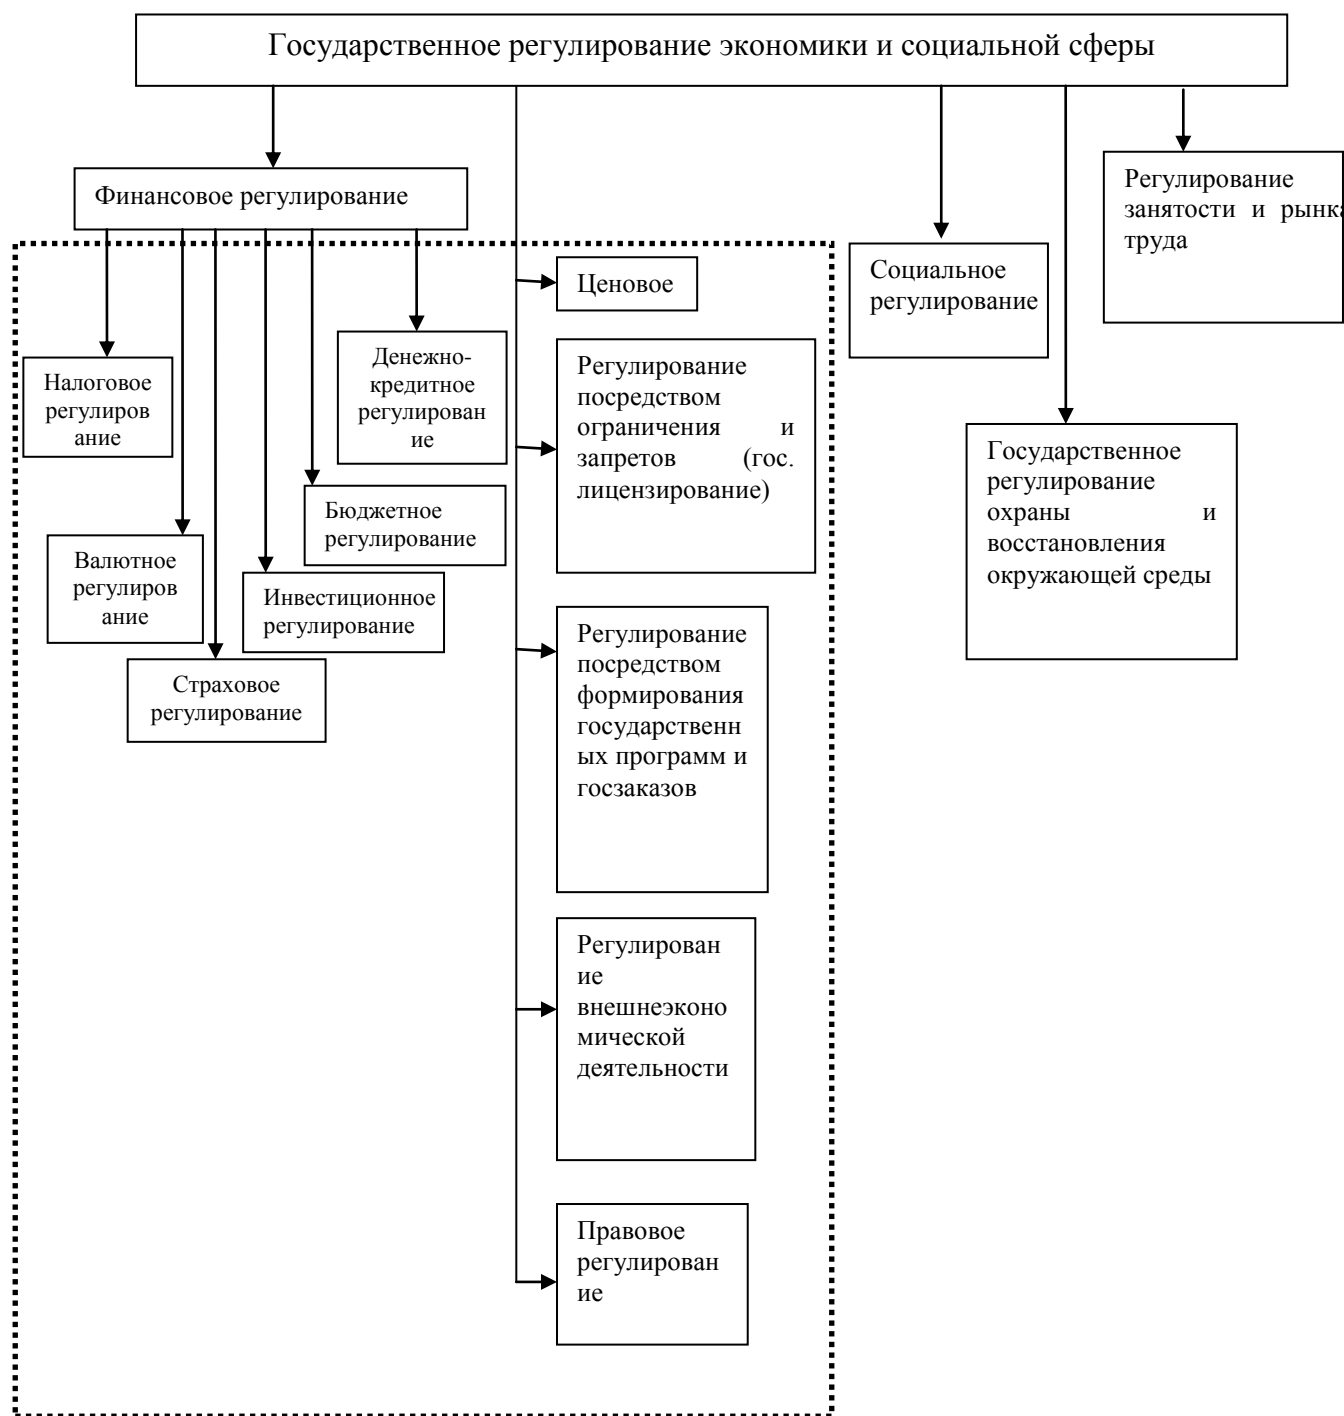 Государственное регулирование экономики и социальной сферы
Финансовое регулирование
Налоговое
регулиров
ание
Валютное
регулиров
ание
Страховое
регулирование
Инвестиционное
регулирование
Бюджетное
регулирование
Денежно-
кредитное
регулирован
ие
Ценовое
Регулирование
посредством
ограничения и
запретов (гос.
лицензирование)
Регулирование
посредством
формирования
государственн
ых программ и
госзаказов
Регулирован
ие
внешнеэконо
мической
деятельности
Правовое
регулирован
ие
Социальное
регулирование
Государственное
регулирование
охраны и
восстановления
окружающей среды
Регулирование
занятости и рынка
труда